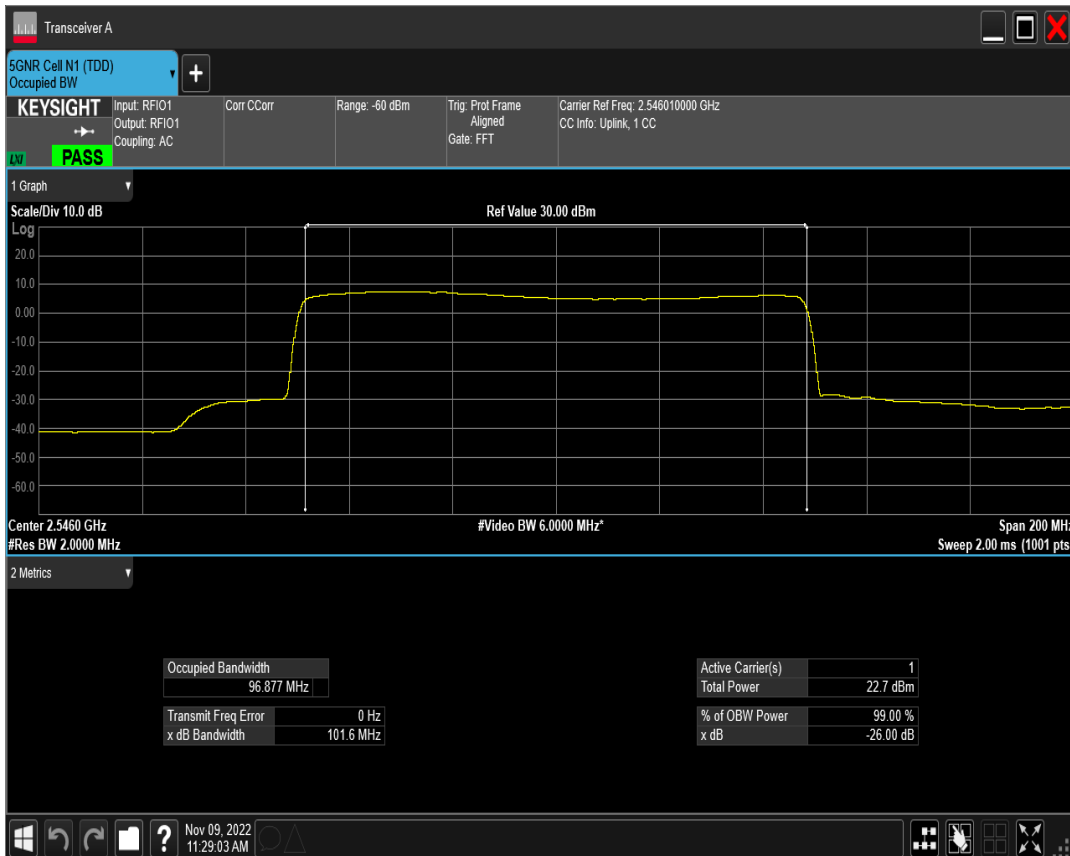 Transceiver A
5GNR Cell N1 (TDD)
Occupied BW
+
KEYSIGHT
LXI
PASS
Input: RFIO1
Output: RFIO1
Coupling: AC
Corr CCorr
Range: -60 dBm
Trig: Prot Frame
Aligned
Gate: FFT
Carrier Ref Freq: 2.546010000 GHz
CC Info: Uplink, 1 CC
1 Graph
Scale/Div 10.0 dB
Ref Value 30.00 dBm
Log
20.0
10.0
0.00
-10.0
-20.0
-30.0
-40.0
-50.0
-60.0
Center 2.5460 GHz
#Video BW 6.0000 MHz*
Span 200 MHz
#Res BW 2.0000 MHz
Sweep 2.00 ms (1001 pts
2 Metrics
Occupied Bandwidth
96.877 MHz
Transmit Freq Error 0 Hz
x dB Bandwidth 101.6 MHz
Active Carrier(s) 1
Total Power 22.7 dBm
% of OBW Power 99.00 %
x dB -26.00 dB
?
Nov 09, 2022
11:29:03 AM